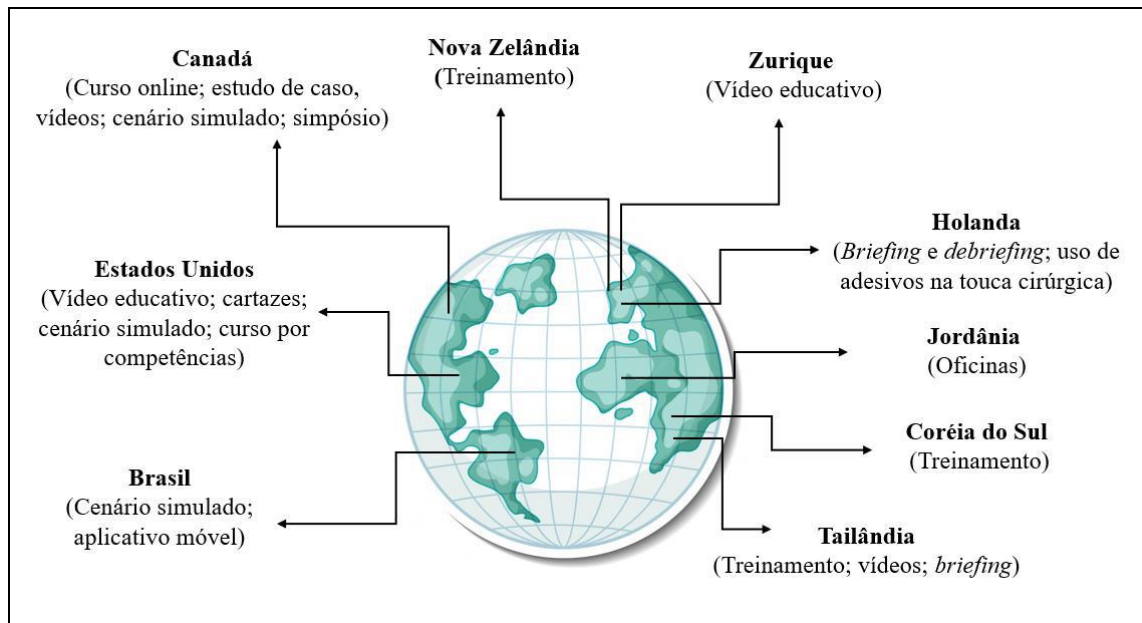 Canadá
(Curso online; estudo de caso,
vídeos; cenário simulado; simpósio)
Nova Zelândia
(Treinamento)
Zurique
(Vídeo educativo)
Holanda
(Briefing e debriefing; uso de
adesivos na touca cirúrgica)
Estados Unidos
(Vídeo educativo; cartazes;
cenário simulado; curso por
competências)
Jordânia
(Oficinas)
Coréia do Sul
(Treinamento)
Brasil
(Cenário simulado;
aplicativo móvel)
Tailândia
(Treinamento; vídeos; briefing)